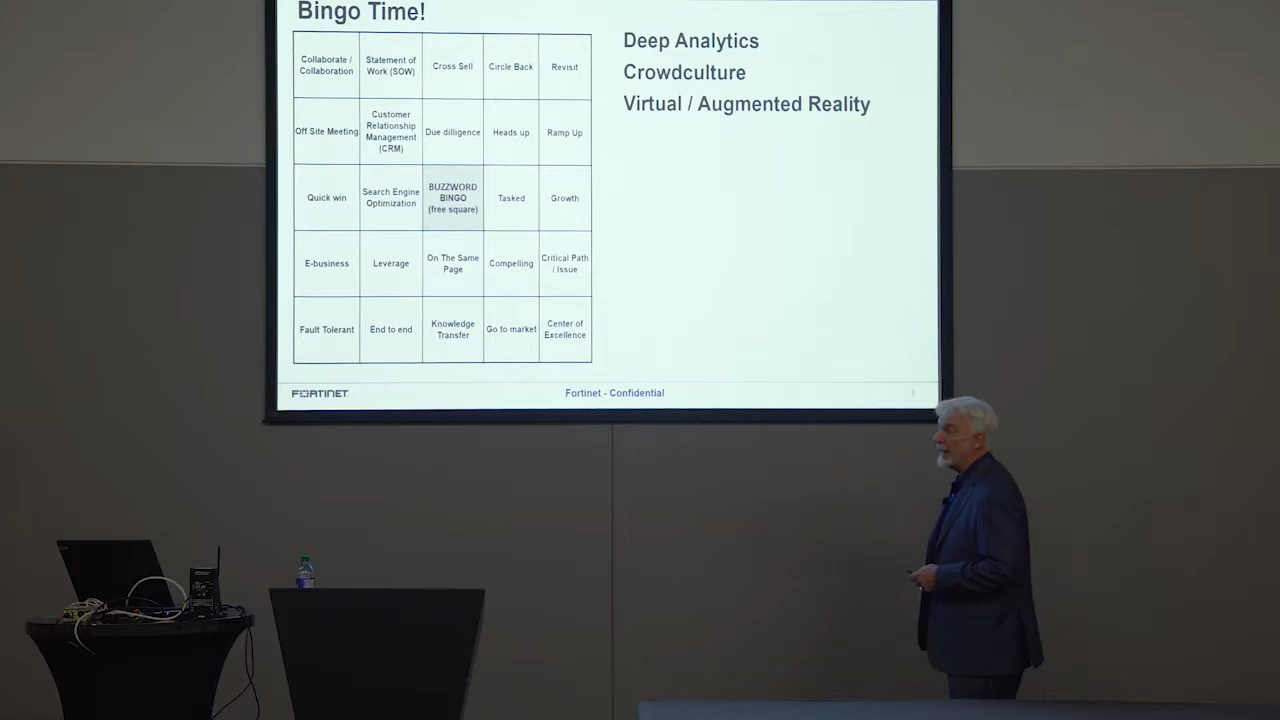 Bingo Time!
Collaborate /
Collaboration
Statement of
Work (SOW)
Cross Sell
Circle Back
Revisit
Off Site Meeting
Customer
Relationship
Management
(CRM)
Due dilligence
Heads up
Ramp Up
Quick win
Search Engine
Optimization
BUZZWORD
BINGO
(free square)
Tasked
Growth
E-business
Leverage
On The Same
Page
Compelling
Critical Path
/ Issue
Fault Tolerant
End to end
Knowledge
Transfer
Go to market
Center of
Excellence
Deep Analytics
Crowdculture
Virtual / Augmented Reality
FORTINET
Fortinet - Confidential
3